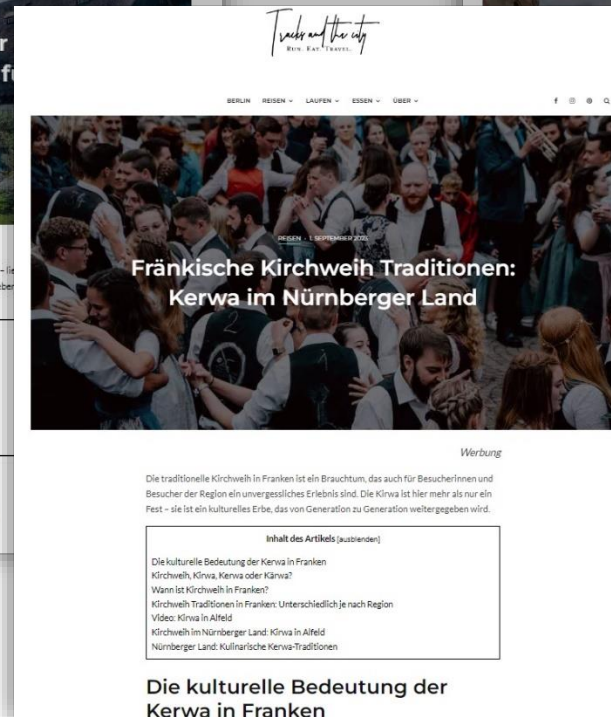 Tracks and the city
RUN. EAT. TRAVEL.
BERLIN REISEN LAUFEN ESSEN ÜBER
REISEN
Fränkische Kirchweih Traditionen:
Kerwa im Nürnberger Land
Werbung
Die traditionelle Kirchweih in Franken ist ein Brauchtum, das auch für Besucherinnen und
Besucher der Region ein unvergessliches Erlebnis sind. Die Kirwa ist hier mehr als nur ein
Fest – sie ist ein kulturelles Erbe, das von Generation zu Generation weitergegeben wird.
Inhalt des Artikels [ausblenden]
Die kulturelle Bedeutung der Kerwa in Franken
Kirchweih, Kirwa, Kerwa oder Kärwa?
Wann ist Kirchweih in Franken?
Kirchweih Traditionen in Franken: Unterschiedlich je nach Region
Video: Kirwa in Alfeld
Kirchweih im Nürnberger Land: Kirwa in Alfeld
Nürnberger Land: Kulinarische Kerwa-Traditionen
Die kulturelle Bedeutung der
Kerwa in Franken